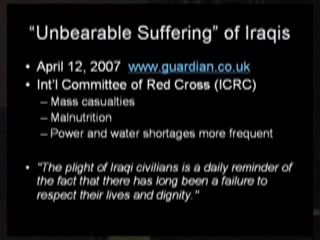 “Unbearable Suffering” of Iraqis
• April 12, 2007 www.guardian.co.uk
• Int'l Committee of Red Cross (ICRC)
– Mass casualties
– Malnutrition
– Power and water shortages more frequent
• "The plight of Iraqi civilians is a daily reminder of
the fact that there has long been a failure to
respect their lives and dignity."